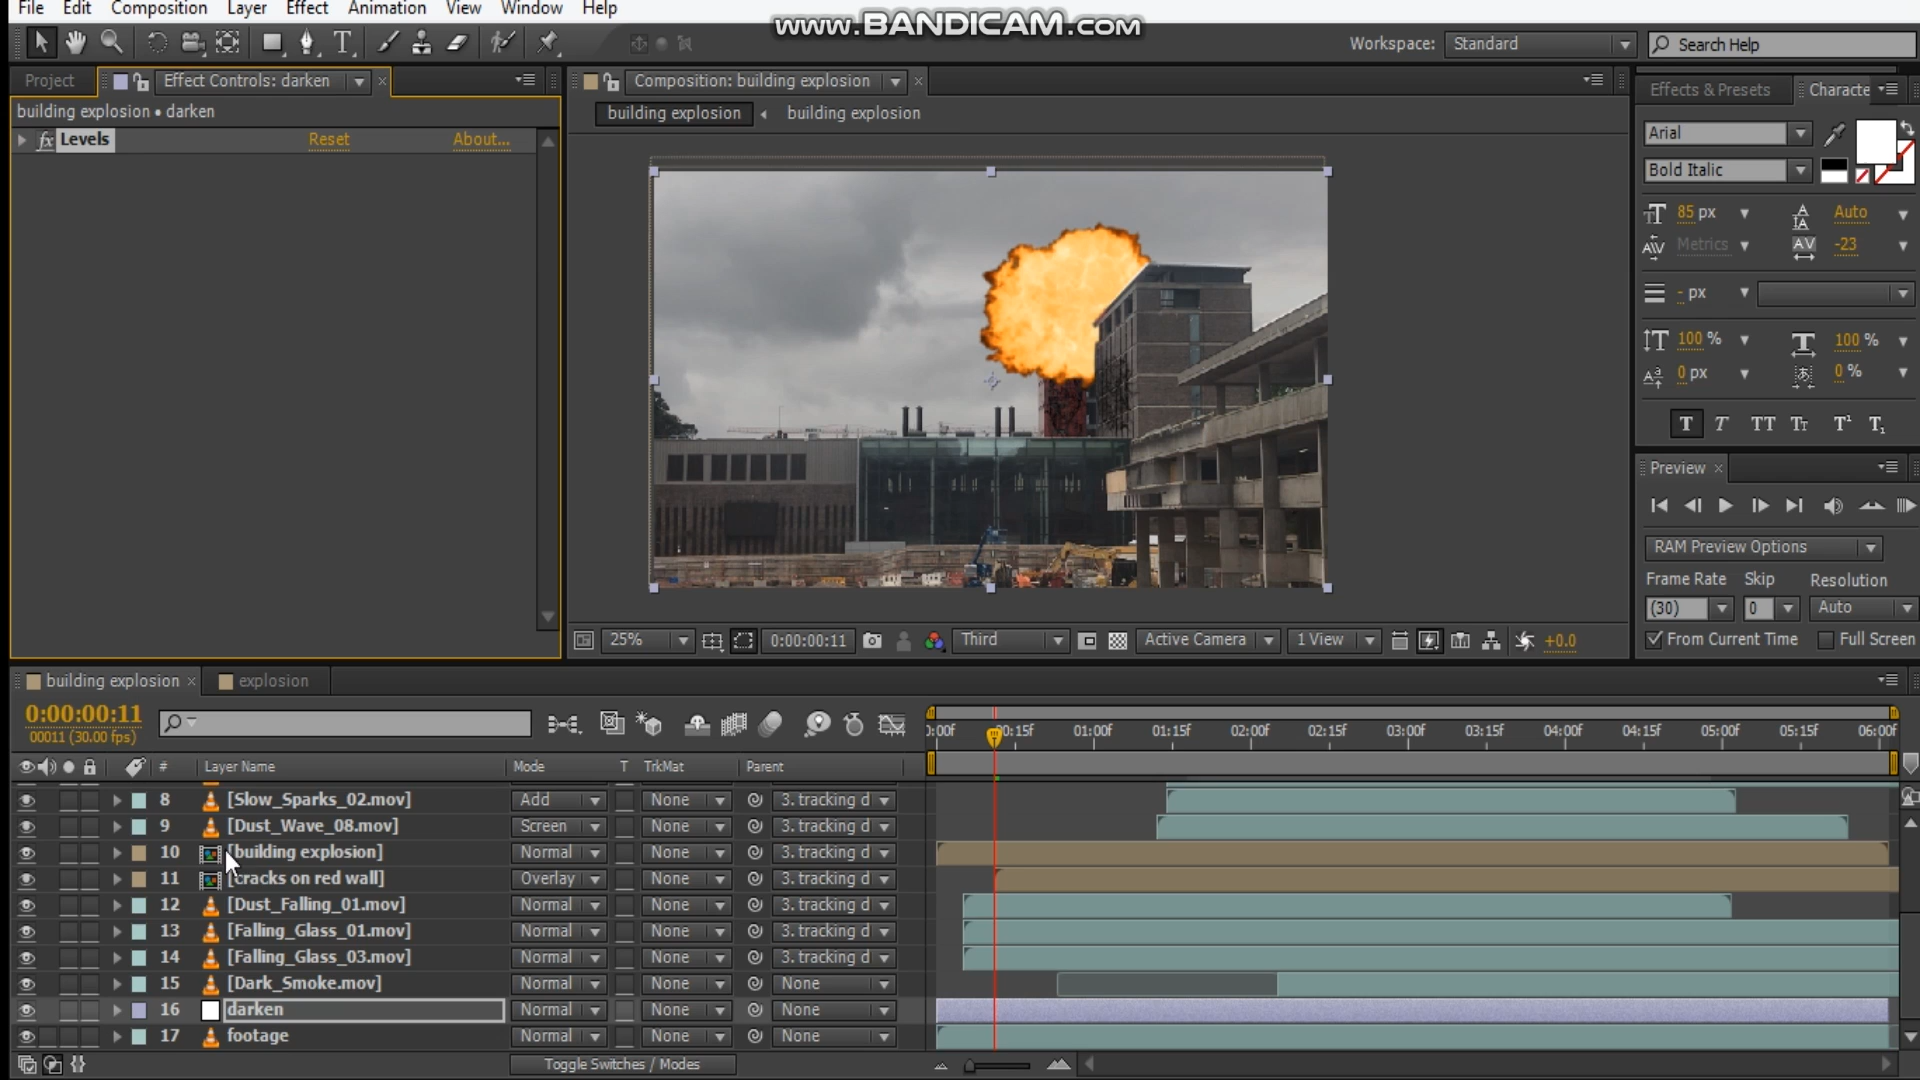 File Edit Composition Layer Effect Animation View Window Help
www.BANDICAM.com
Workspace: Standard Search Help
Project Effect Controls: darken
Composition: building explosion
Effects & Presets Characte
building explosion • darken
building explosion building explosion
fx Levels Reset About...
Arial
Bold Italic
85 px Auto
Metrics -23
- px
100 % 100 %
0 px 0 %
T T TT Tt T¹ T₁
Preview
RAM Preview Options
Frame Rate Skip Resolution
(30) 0 Auto
From Current Time Full Screen
25% 0:00:00:11 Third Active Camera 1 View +0.0
building explosion explosion
0:00:00:11
00011 (30.00 fps)
):00f 00:15f 01:00f 01:15f 02:00f 02:15f 03:00f 03:15f 04:00f 04:15f 05:00f 05:15f 06:00f
# Layer Name Mode T TrkMat Parent
8 [Slow_Sparks_02.mov] Add None 3. tracking d
9 [Dust_Wave_08.mov] Screen None 3. tracking d
10 [building explosion] Normal None 3. tracking d
11 [cracks on red wall] Overlay None 3. tracking d
12 [Dust_Falling_01.mov] Normal None 3. tracking d
13 [Falling_Glass_01.mov] Normal None 3. tracking d
14 [Falling_Glass_03.mov] Normal None 3. tracking d
15 [Dark_Smoke.mov] Normal None None
16 darken Normal None None
17 footage Normal None None
Toggle Switches / Modes